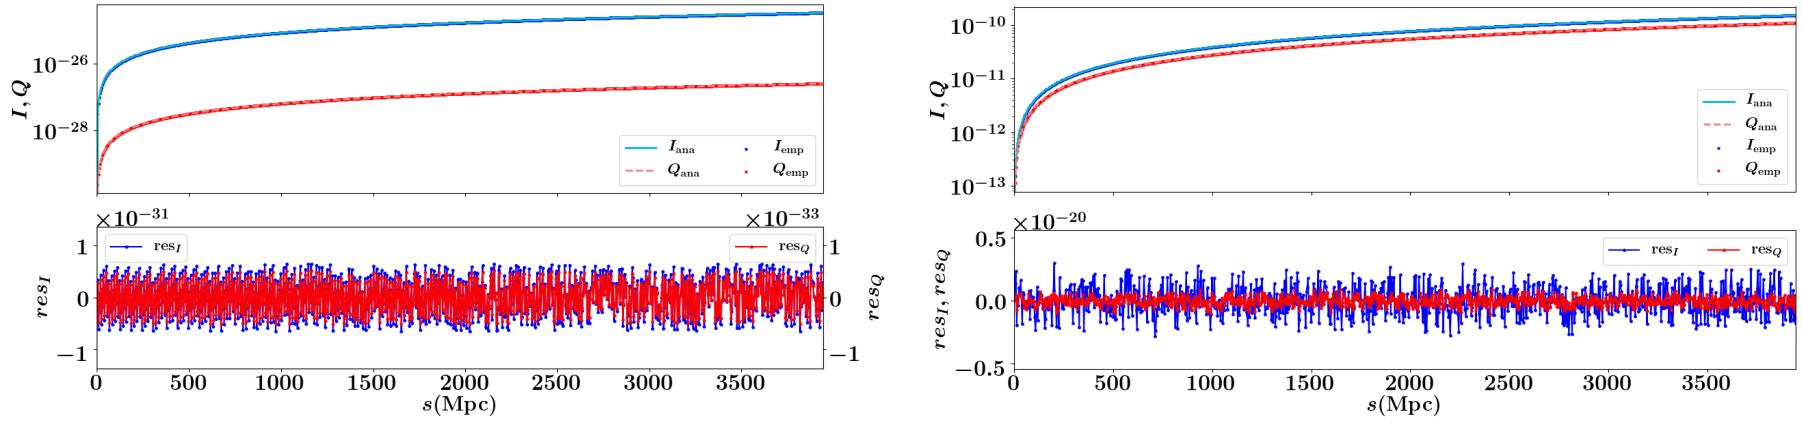 I, Q
10⁻²⁶
10⁻²⁸
I_ana
I_emp
Q_ana
Q_emp
×10⁻³¹
×10⁻³³
res_I
1
0
−1
res_I
res_Q
1
0
−1
res_Q
0 500 1000 1500 2000 2500 3000 3500
s(Mpc)
I, Q
10⁻¹⁰
10⁻¹¹
10⁻¹²
10⁻¹³
I_ana
Q_ana
I_emp
Q_emp
×10⁻²⁰
res_I, res_Q
0.5
0.0
−0.5
res_I
res_Q
0 500 1000 1500 2000 2500 3000 3500
s(Mpc)